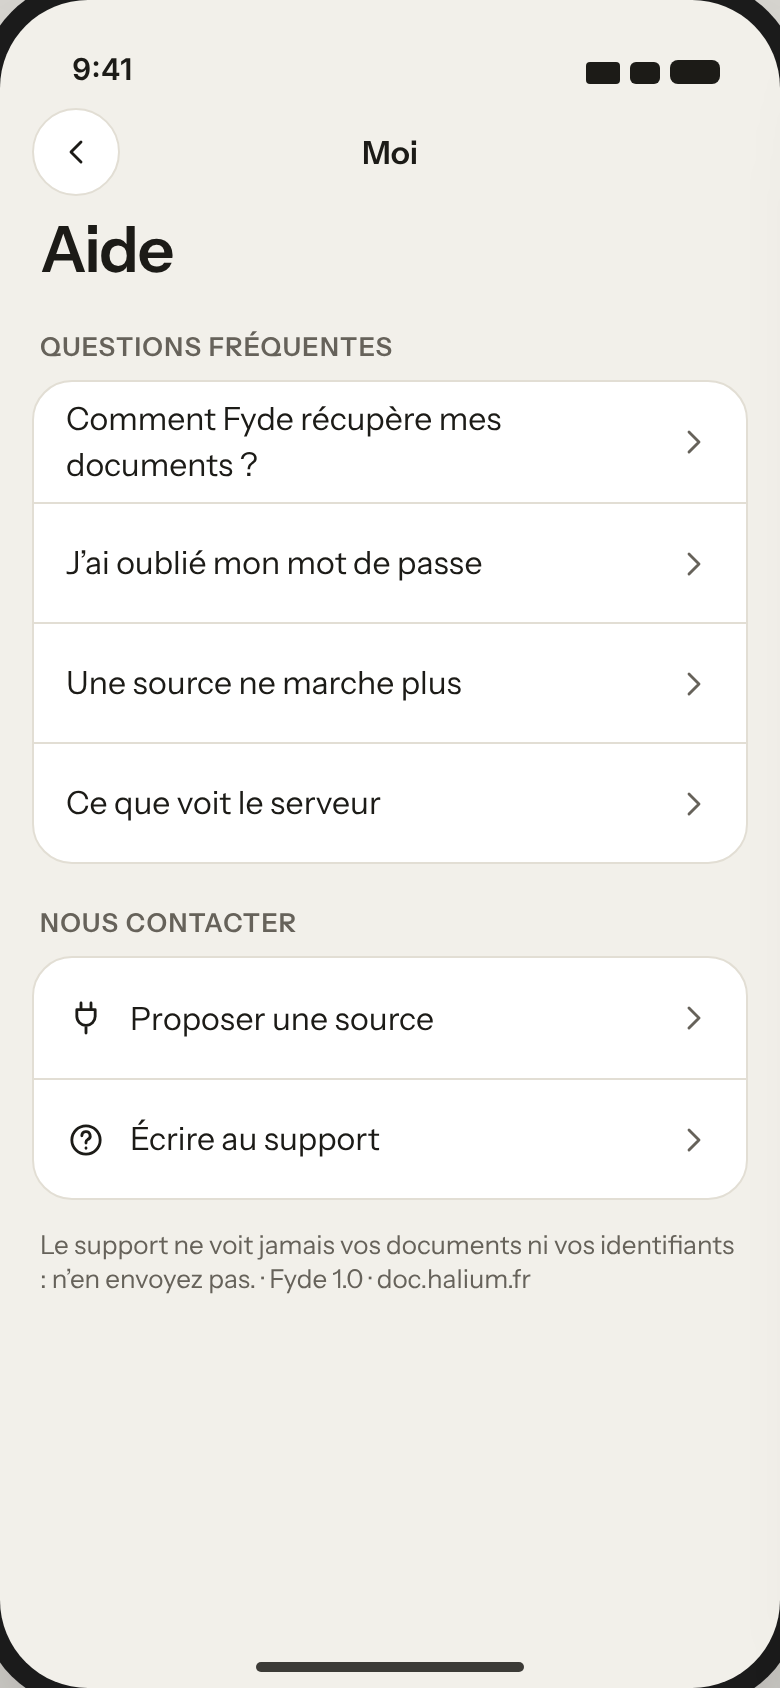 9:41
Moi
Aide
QUESTIONS FRÉQUENTES
Comment Fyde récupère mes
documents ?
J’ai oublié mon mot de passe
Une source ne marche plus
Ce que voit le serveur
NOUS CONTACTER
Proposer une source
Écrire au support
Le support ne voit jamais vos documents ni vos identifiants
: n’en envoyez pas. · Fyde 1.0 · doc.halium.fr